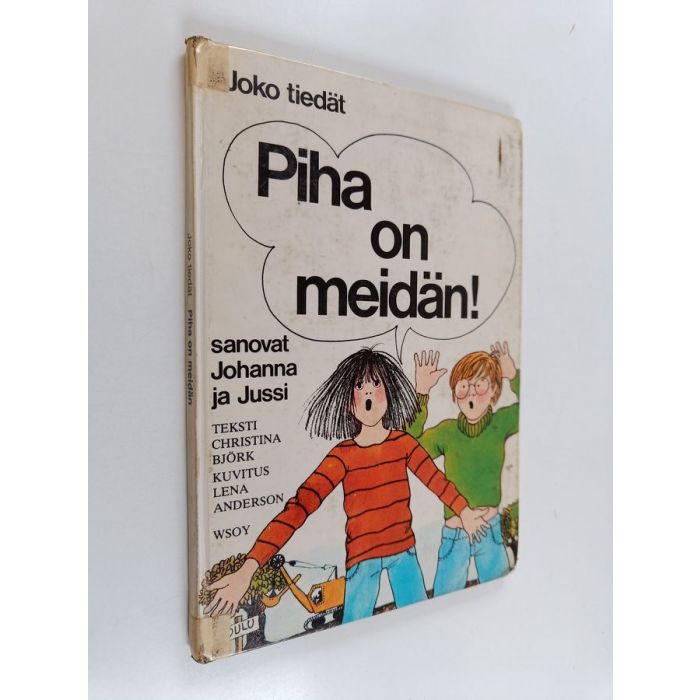 Joko tiedät
Piha
on
meidän!
sanovat
Johanna
ja Jussi
TEKSTI
CHRISTINA
BJÖRK
KUVITUS
LENA
ANDERSON
WSOY
OULU
Joko tiedät Piha on meidän